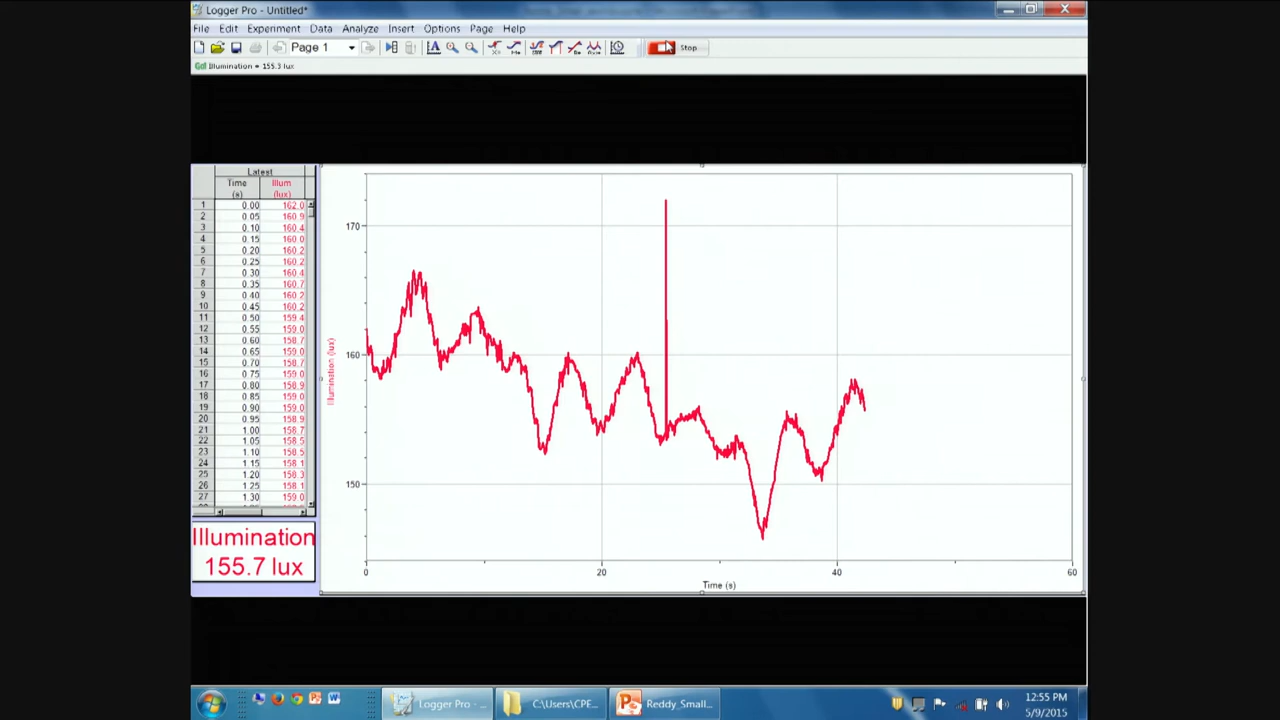 Logger Pro - Untitled*
File Edit Experiment Data Analyze Insert Options Page Help
Page 1
Stop
Go! Illumination = 155.3 lux
Latest
Time Illum
(s) (lux)
1 0.00 162.0
2 0.05 160.9
3 0.10 160.4
4 0.15 160.0
5 0.20 160.2
6 0.25 160.2
7 0.30 160.4
8 0.35 160.7
9 0.40 160.2
10 0.45 160.2
11 0.50 159.4
12 0.55 159.0
13 0.60 158.7
14 0.65 159.0
15 0.70 158.7
16 0.75 159.0
17 0.80 158.9
18 0.85 159.0
19 0.90 159.0
20 0.95 158.9
21 1.00 158.7
22 1.05 158.5
23 1.10 158.5
24 1.15 158.1
25 1.20 158.3
26 1.25 158.1
27 1.30 159.0
Illumination
155.7 lux
Illumination (lux)
170
160
150
0 20 40 60
Time (s)
Logger Pro - ...
C:\Users\CPE...
Reddy_Small...
12:55 PM
5/9/2015